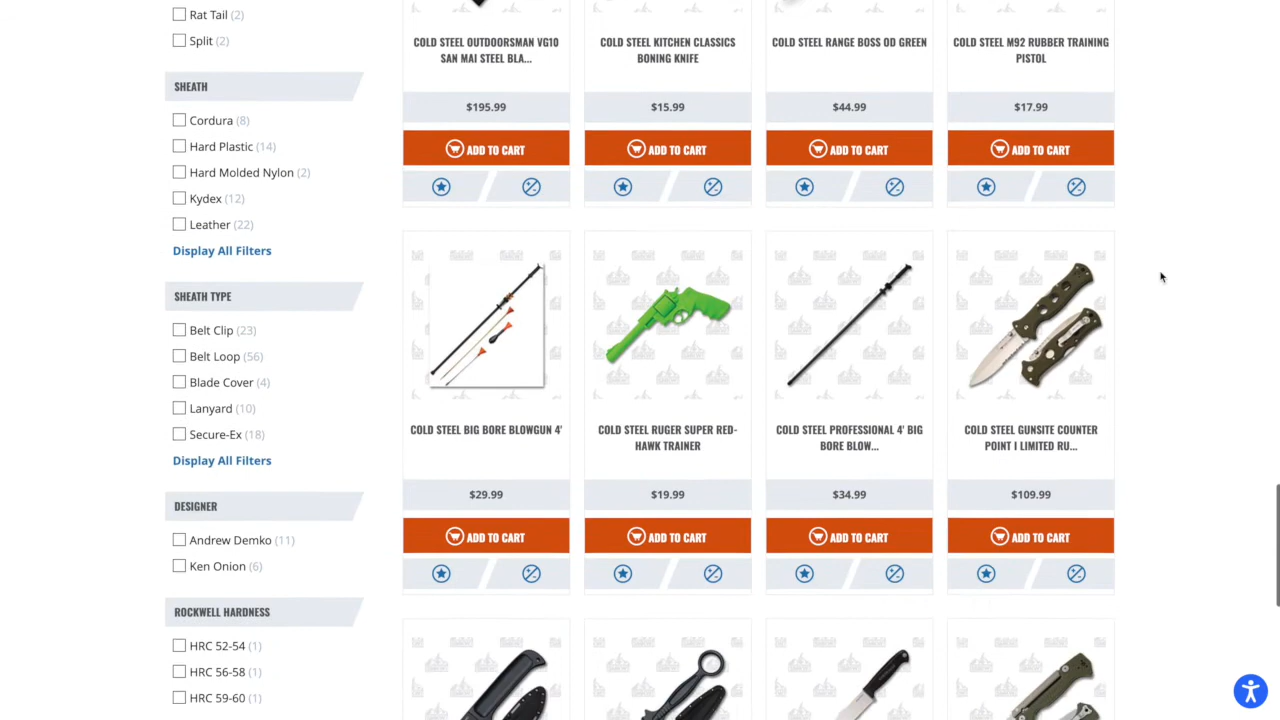 Rat Tail (2)
Split (2)
SHEATH
Cordura (8)
Hard Plastic (14)
Hard Molded Nylon (2)
Kydex (12)
Leather (22)
Display All Filters
SHEATH TYPE
Belt Clip (23)
Belt Loop (56)
Blade Cover (4)
Lanyard (10)
Secure-Ex (18)
Display All Filters
DESIGNER
Andrew Demko (11)
Ken Onion (6)
ROCKWELL HARDNESS
HRC 52-54 (1)
HRC 56-58 (1)
HRC 59-60 (1)
COLD STEEL OUTDOORSMAN VG10
SAN MAI STEEL BLA...
$195.99
ADD TO CART
COLD STEEL KITCHEN CLASSICS
BONING KNIFE
$15.99
ADD TO CART
COLD STEEL RANGE BOSS OD GREEN
$44.99
ADD TO CART
COLD STEEL M92 RUBBER TRAINING
PISTOL
$17.99
ADD TO CART
COLD STEEL BIG BORE BLOWGUN 4'
$29.99
ADD TO CART
COLD STEEL RUGER SUPER RED-
HAWK TRAINER
$19.99
ADD TO CART
COLD STEEL PROFESSIONAL 4' BIG
BORE BLOW...
$34.99
ADD TO CART
COLD STEEL GUNSITE COUNTER
POINT I LIMITED RU...
$109.99
ADD TO CART